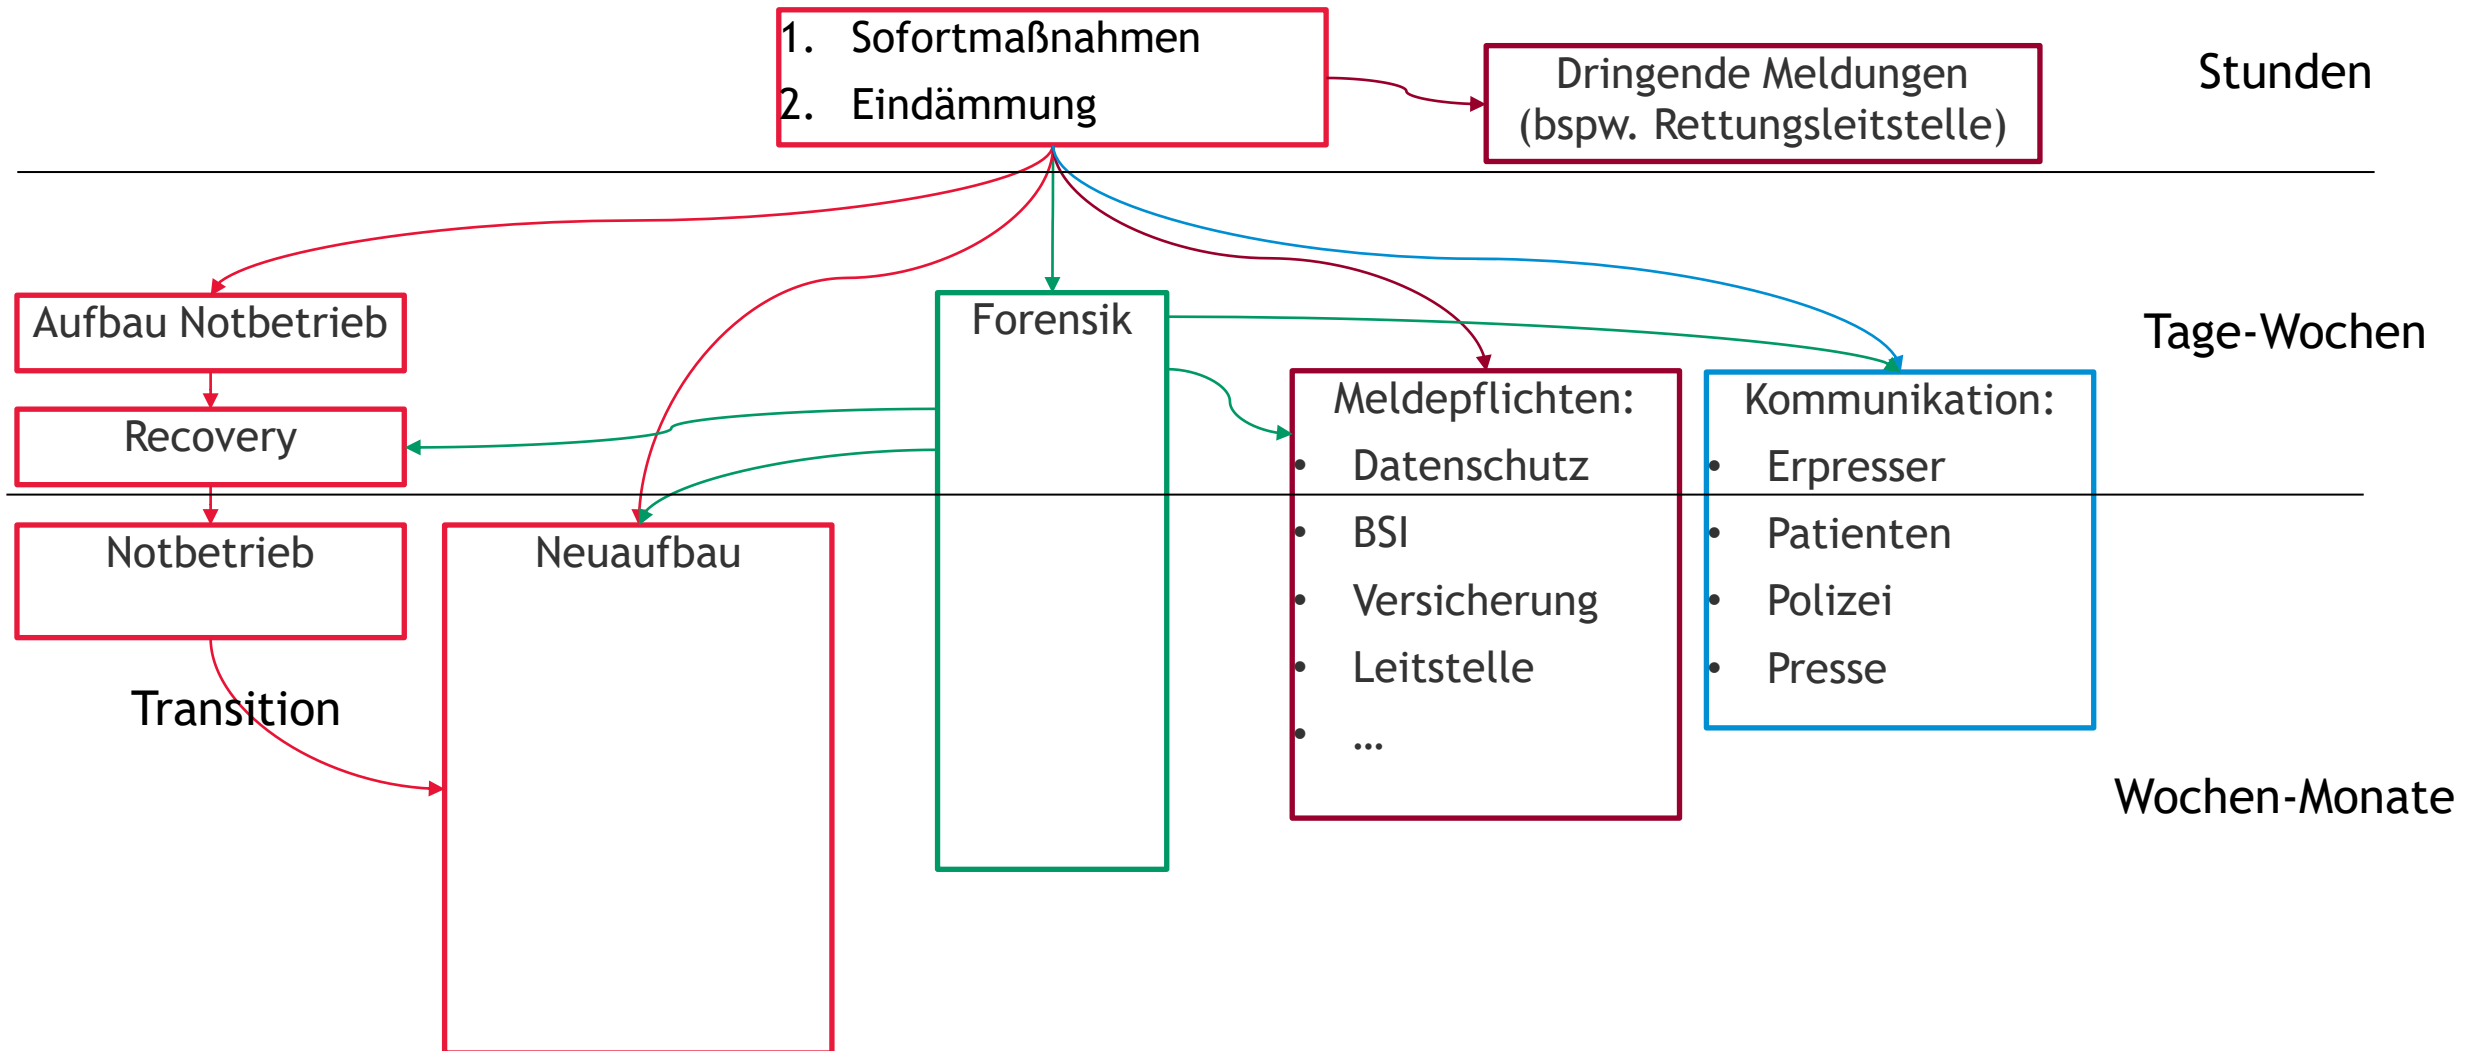 1. Sofortmaßnahmen
2. Eindämmung
Dringende Meldungen
(bspw. Rettungsleitstelle)
Stunden
Aufbau Notbetrieb
Recovery
Forensik
Meldepflichten:
• Datenschutz
• BSI
• Versicherung
• Leitstelle
• ...
Kommunikation:
• Erpresser
• Patienten
• Polizei
• Presse
Tage-Wochen
Notbetrieb
Neuaufbau
Transition
Wochen-Monate